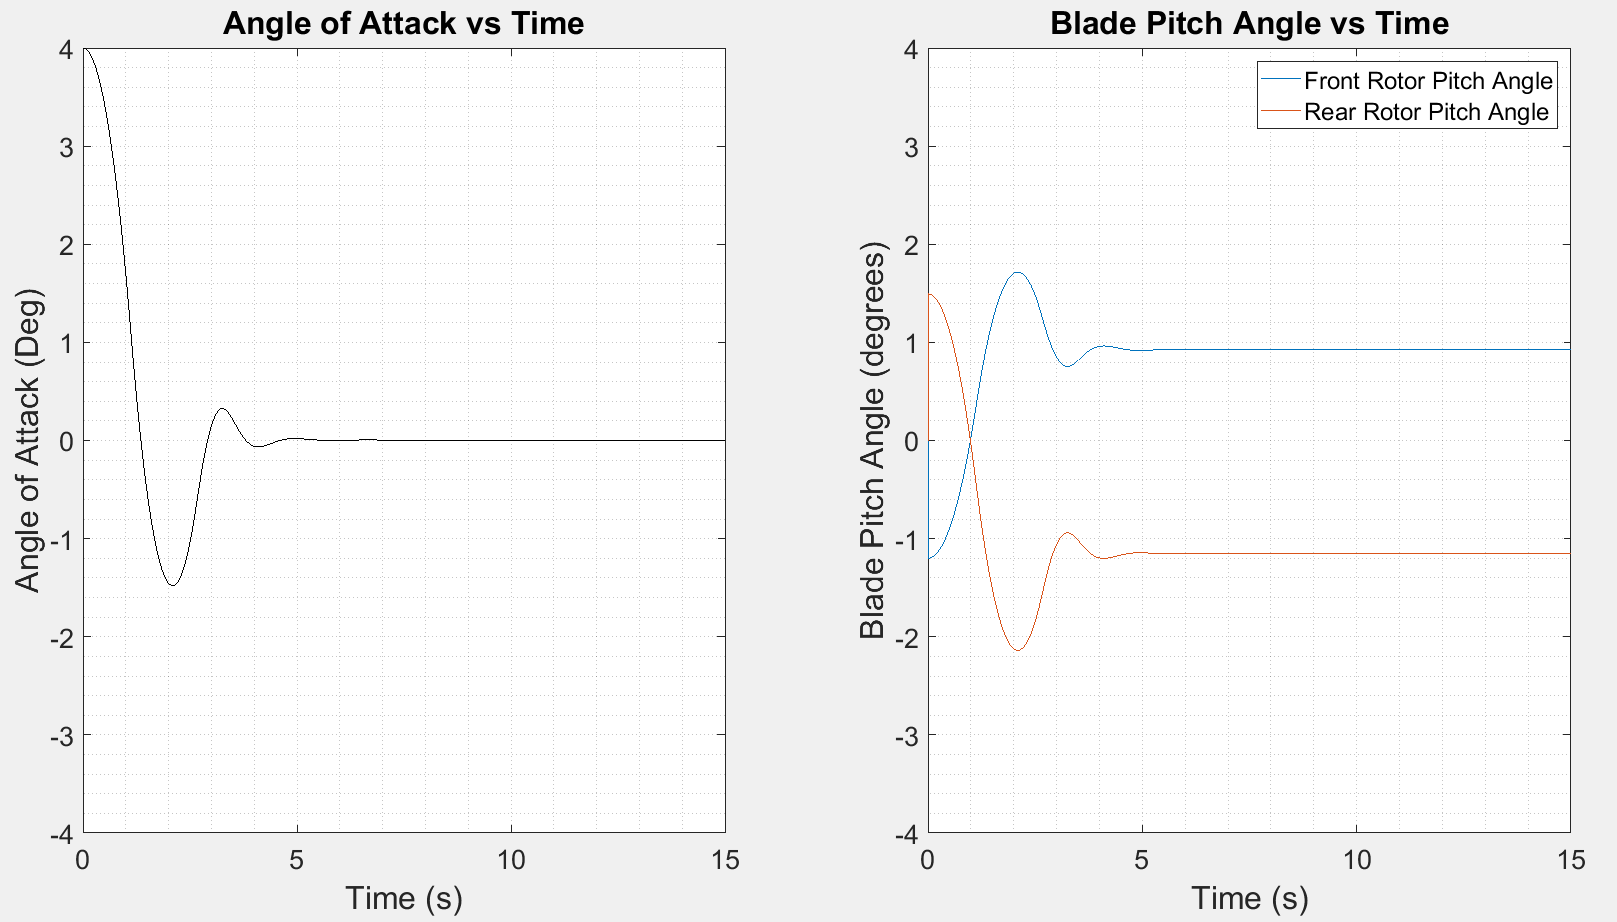 Angle of Attack vs Time
Angle of Attack (Deg)
4
3
2
1
0
-1
-2
-3
-4
0 5 10 15
Time (s)
Blade Pitch Angle vs Time
Front Rotor Pitch Angle
Rear Rotor Pitch Angle
Blade Pitch Angle (degrees)
4
3
2
1
0
-1
-2
-3
-4
0 5 10 15
Time (s)